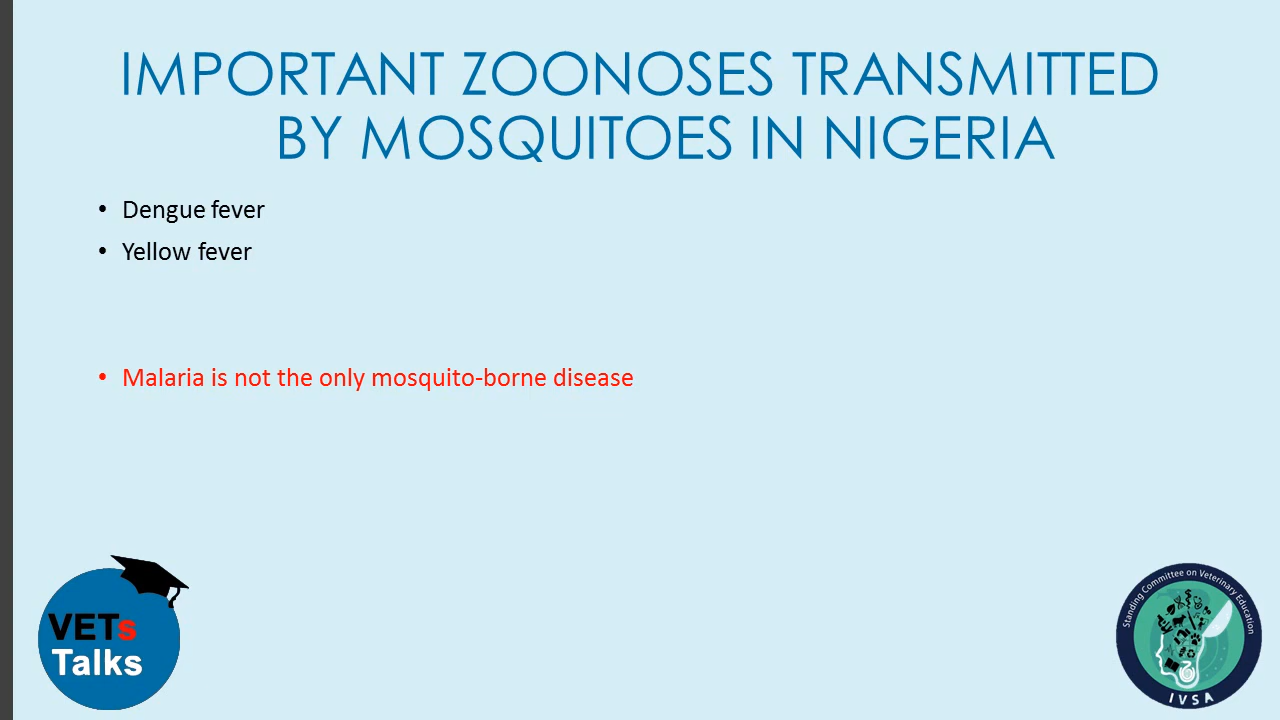 IMPORTANT ZOONOSES TRANSMITTED
BY MOSQUITOES IN NIGERIA
• Dengue fever
• Yellow fever
• Malaria is not the only mosquito-borne disease
VETs
Talks
Standing Committee on Veterinary Education
IVSA